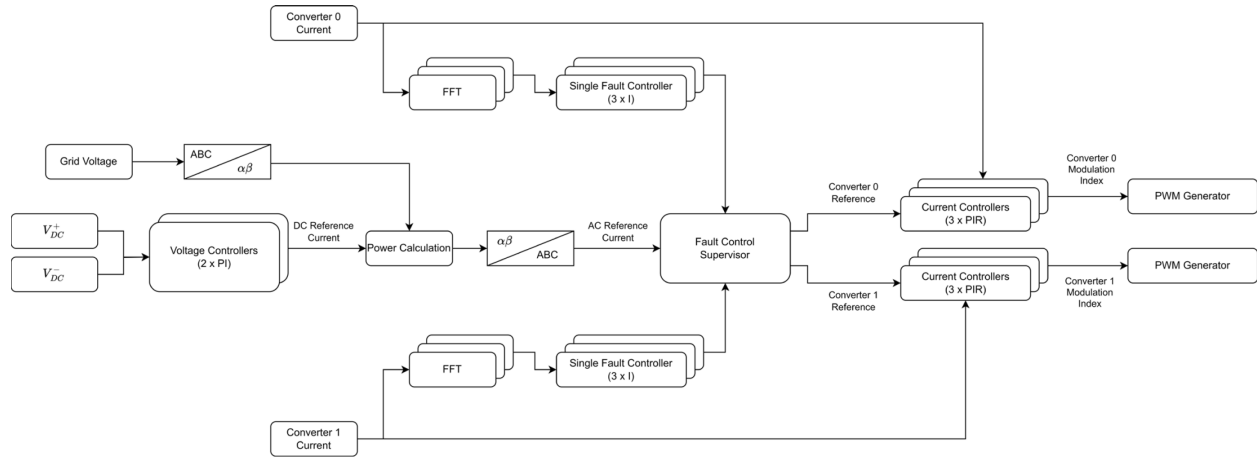 Converter 0
Current
FFT
Single Fault Controller
(3 x I)
Grid Voltage
ABC
αβ
Converter 0
Reference
Converter 0
Modulation
Index
Current Controllers
(3 x PIR)
PWM Generator
V_{DC}^{+}
V_{DC}^{-}
Voltage Controllers
(2 x PI)
DC Reference
Current
Power Calculation
αβ
ABC
AC Reference
Current
Fault Control
Supervisor
Current Controllers
(3 x PIR)
PWM Generator
Converter 1
Reference
Converter 1
Modulation
Index
FFT
Single Fault Controller
(3 x I)
Converter 1
Current